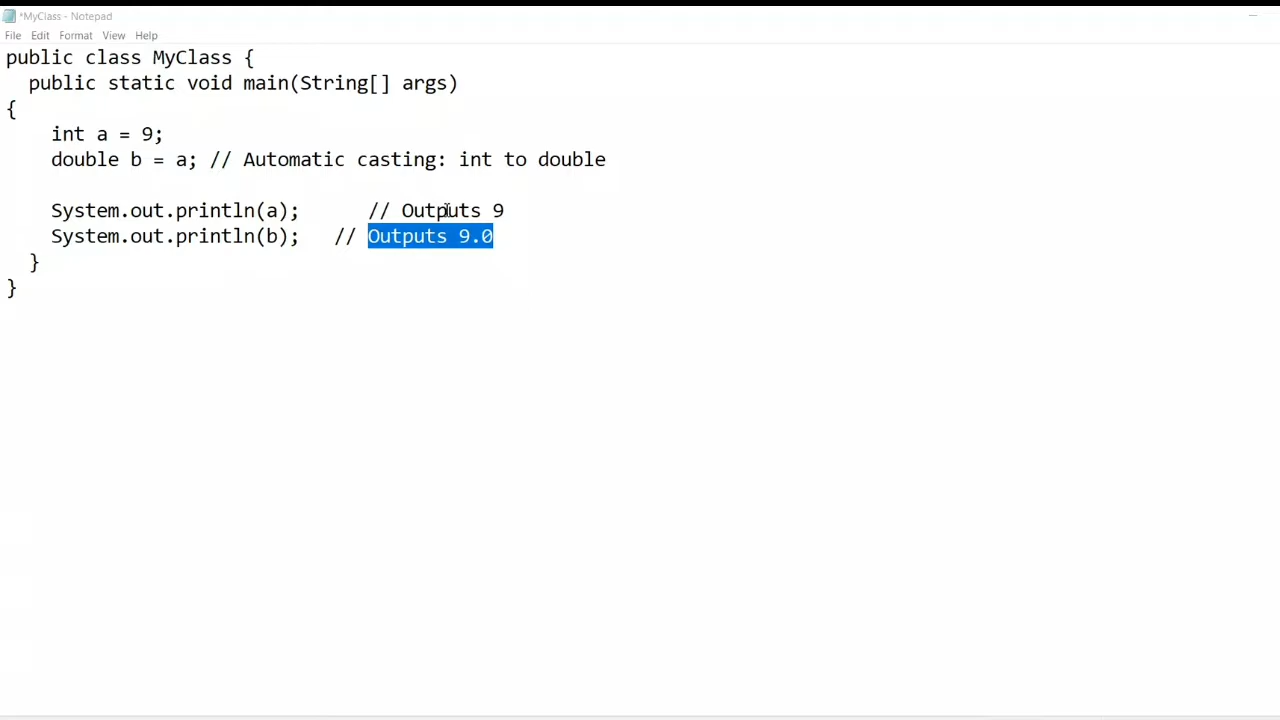 *MyClass - Notepad
File Edit Format View Help
public class MyClass {
  public static void main(String[] args)
{
    int a = 9;
    double b = a; // Automatic casting: int to double

    System.out.println(a);      // Outputs 9
    System.out.println(b);   // Outputs 9.0
  }
}